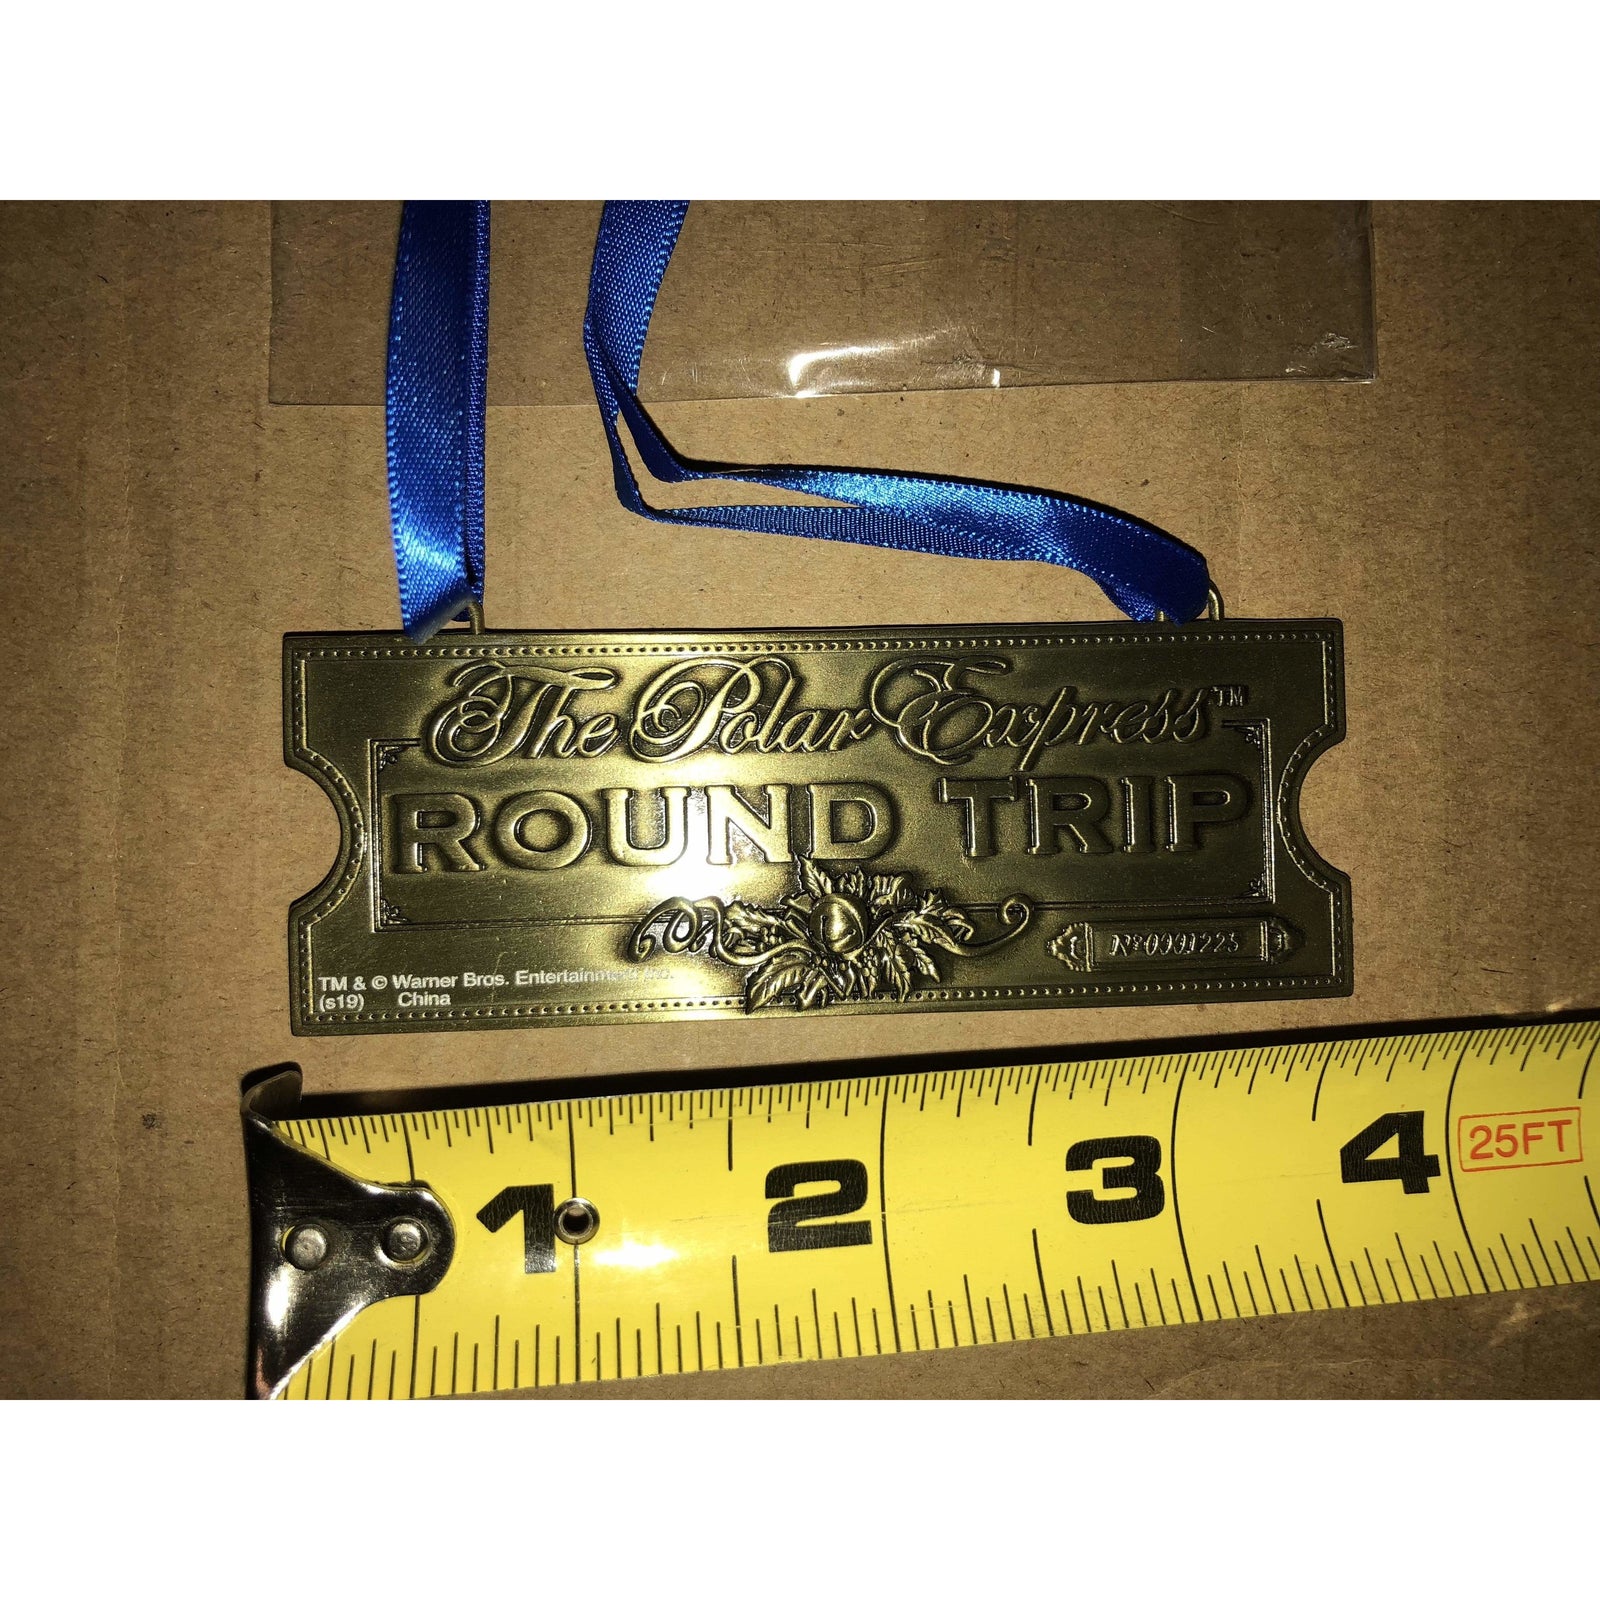 The Polar Express™
ROUND TRIP
Nº0001225
TM & © Warner Bros. Entertainment Inc.
(s19) China
1 2 3 4 25FT